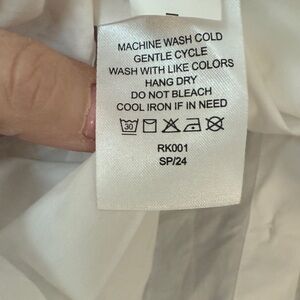 MACHINE WASH COLD
GENTLE CYCLE
WASH WITH LIKE COLORS
HANG DRY
DO NOT BLEACH
COOL IRON IF IN NEED
30
RK001
SP/24